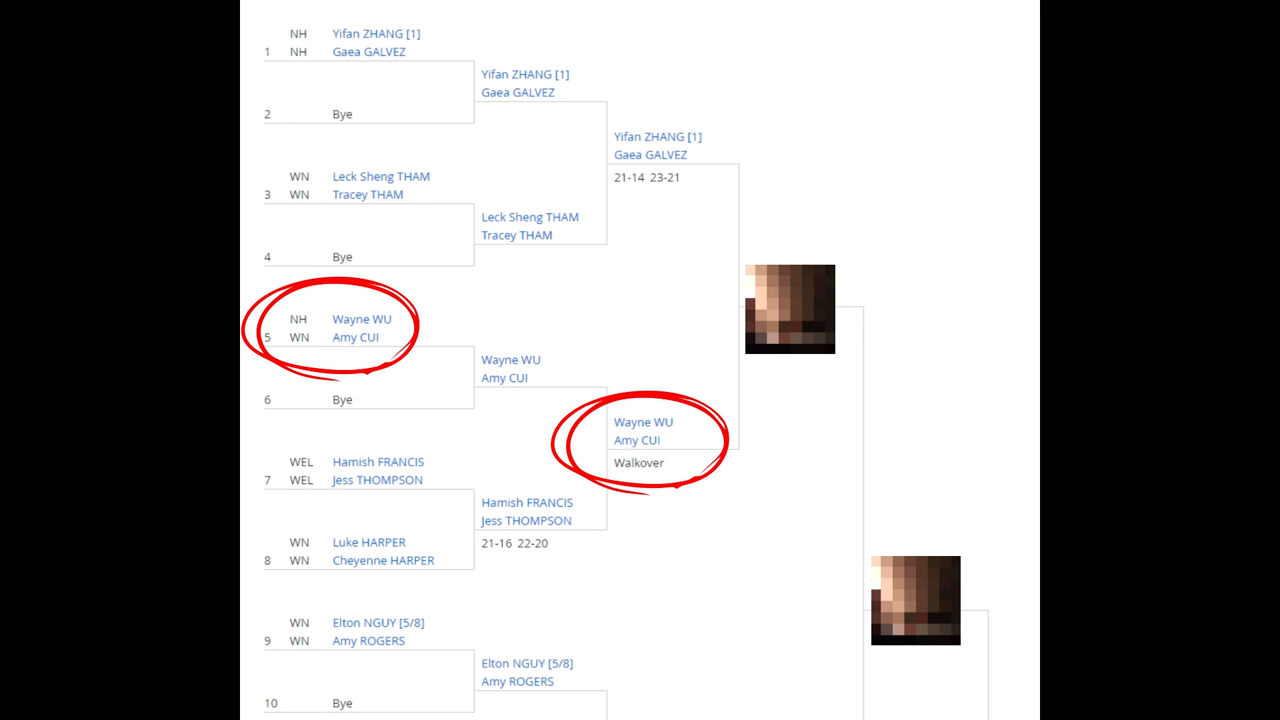 NH Yifan ZHANG [1]
1 NH Gaea GALVEZ
Yifan ZHANG [1]
Gaea GALVEZ
2 Bye
Yifan ZHANG [1]
Gaea GALVEZ
21-14 23-21
WN Leck Sheng THAM
3 WN Tracey THAM
Leck Sheng THAM
Tracey THAM
4 Bye
NH Wayne WU
5 WN Amy CUI
Wayne WU
Amy CUI
6 Bye
Wayne WU
Amy CUI
Walkover
WEL Hamish FRANCIS
7 WEL Jess THOMPSON
Hamish FRANCIS
Jess THOMPSON
21-16 22-20
WN Luke HARPER
8 WN Cheyenne HARPER
WN Elton NGUY [5/8]
9 WN Amy ROGERS
Elton NGUY [5/8]
Amy ROGERS
10 Bye